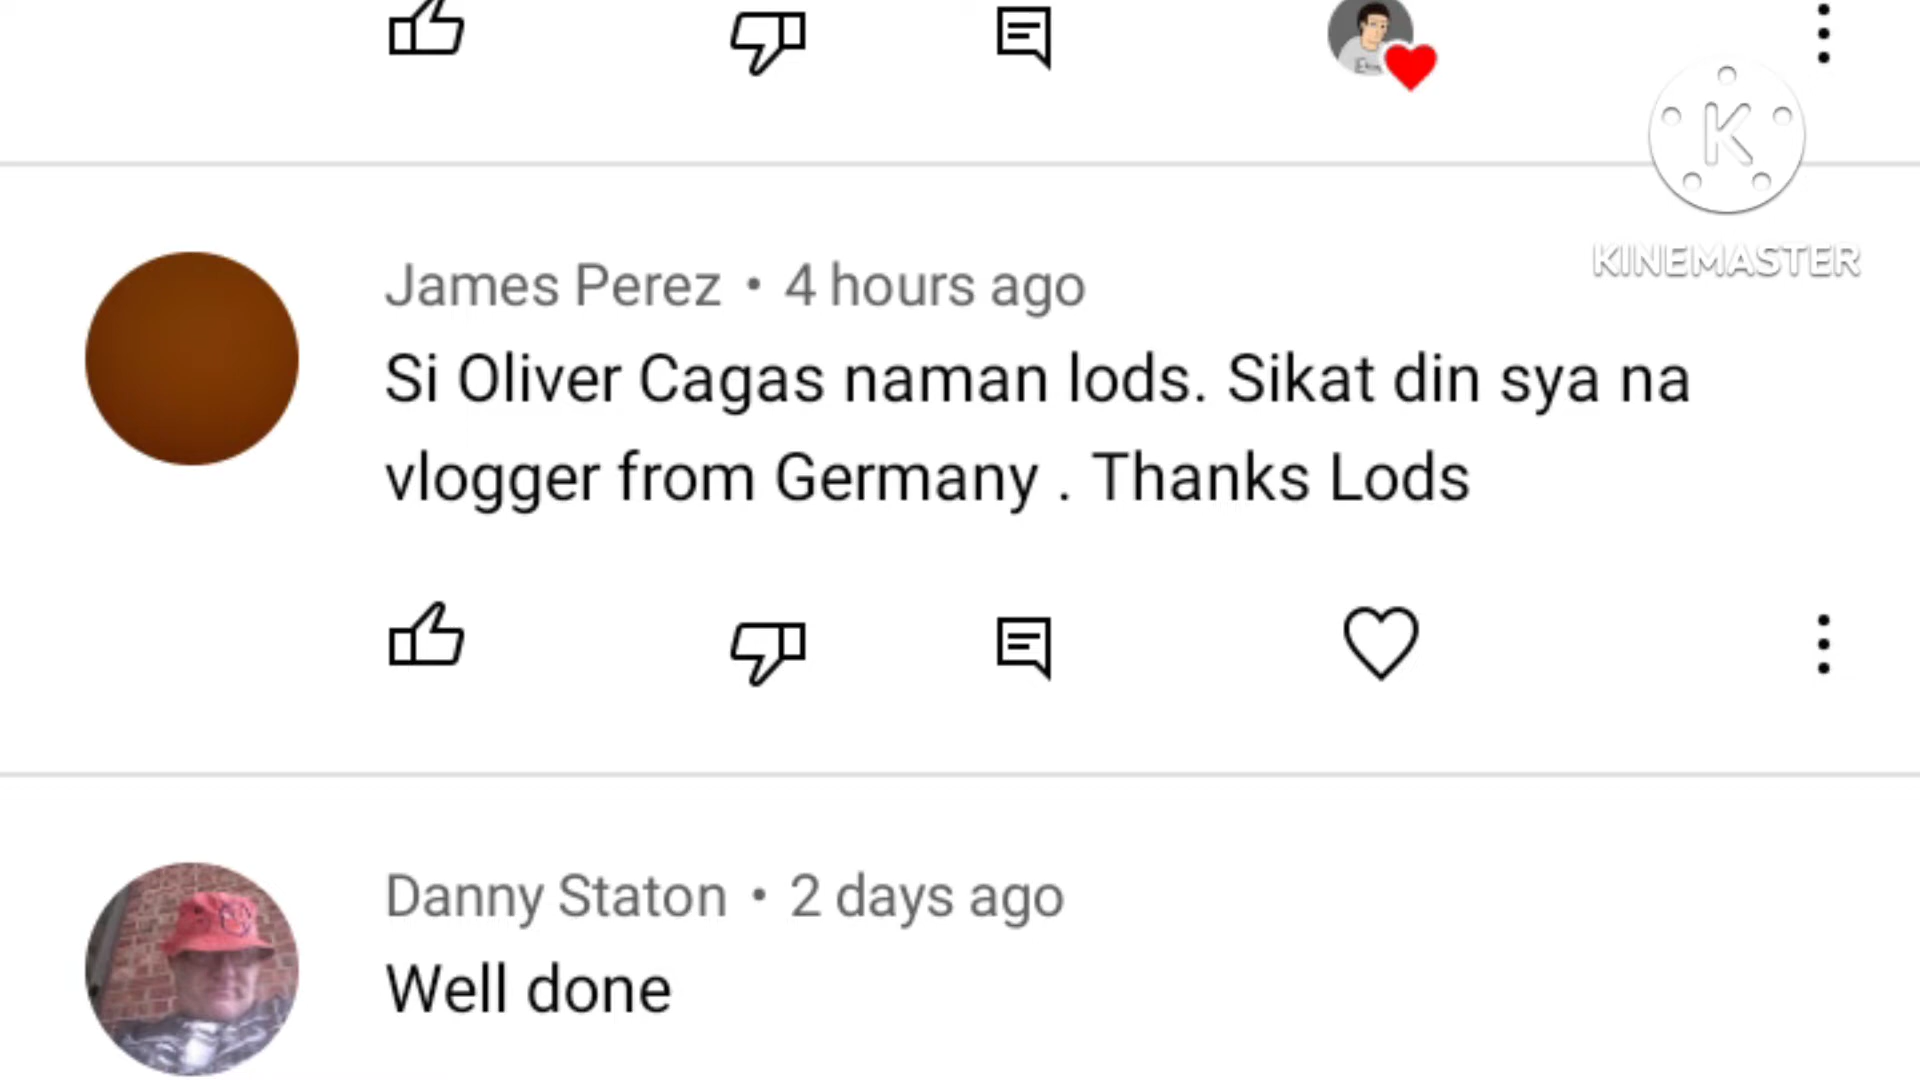 KINEMASTER
James Perez • 4 hours ago
Si Oliver Cagas naman lods. Sikat din sya na
vlogger from Germany . Thanks Lods
Danny Staton • 2 days ago
Well done